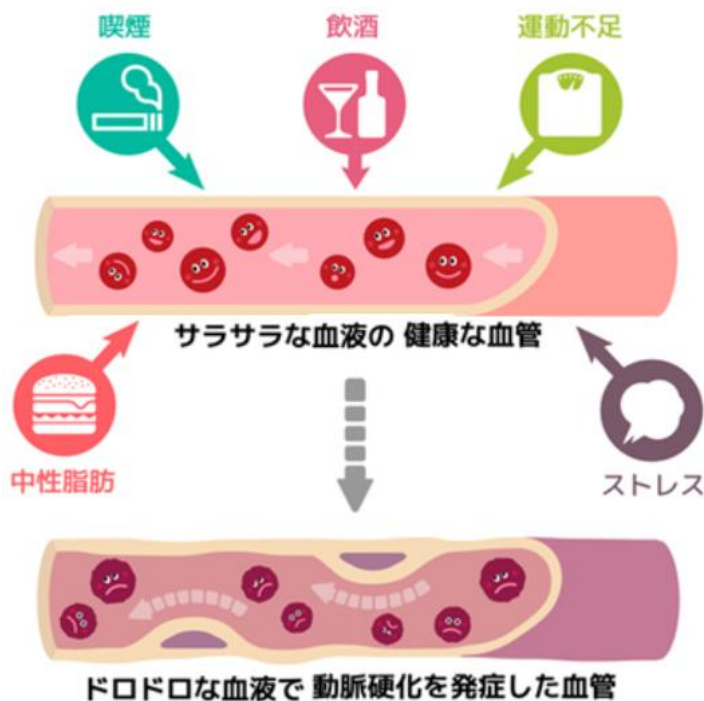 喫煙
飲酒
運動不足
サラサラな血液の 健康な血管
中性脂肪
ストレス
ドロドロな血液で 動脈硬化を発症した血管